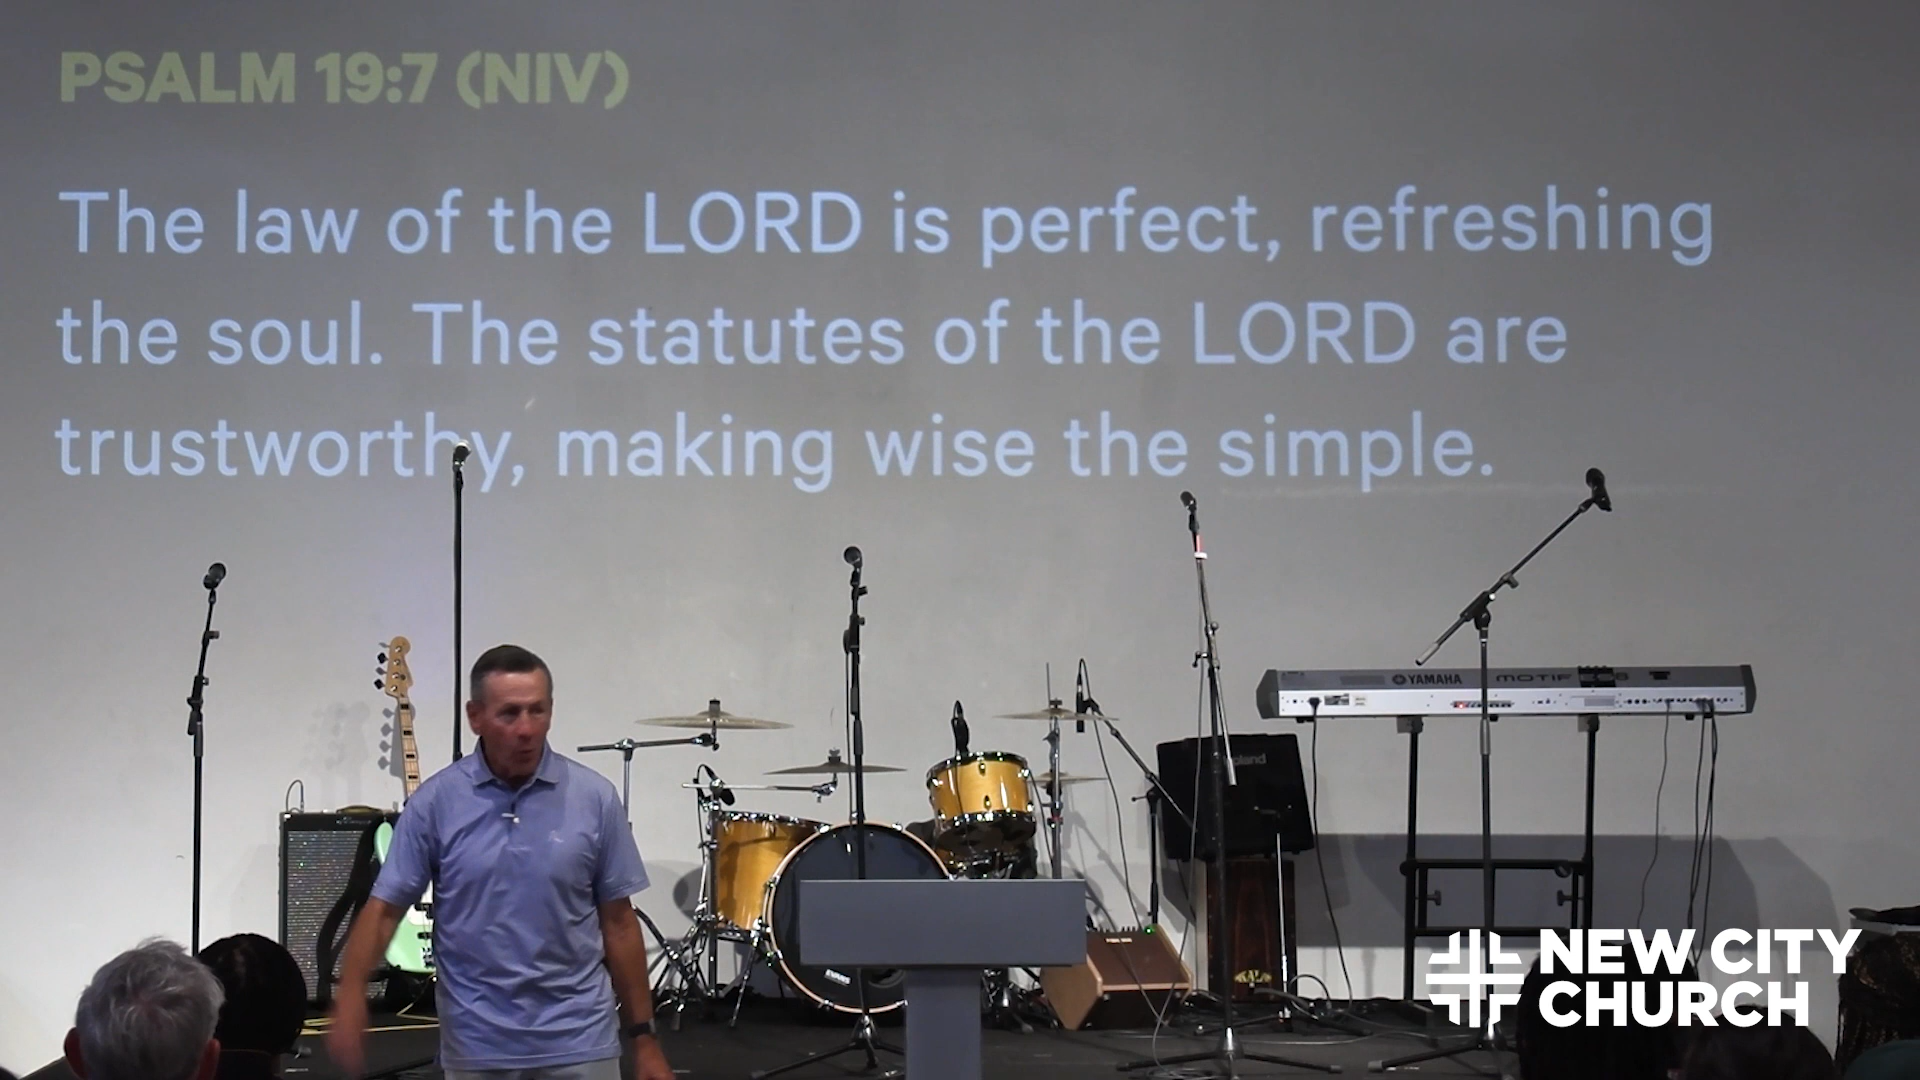 PSALM 19:7 (NIV)
The law of the LORD is perfect, refreshing
the soul. The statutes of the LORD are
trustworthy, making wise the simple.
YAMAHA MOTIF
Roland
EVANS
NEW CITY
CHURCH